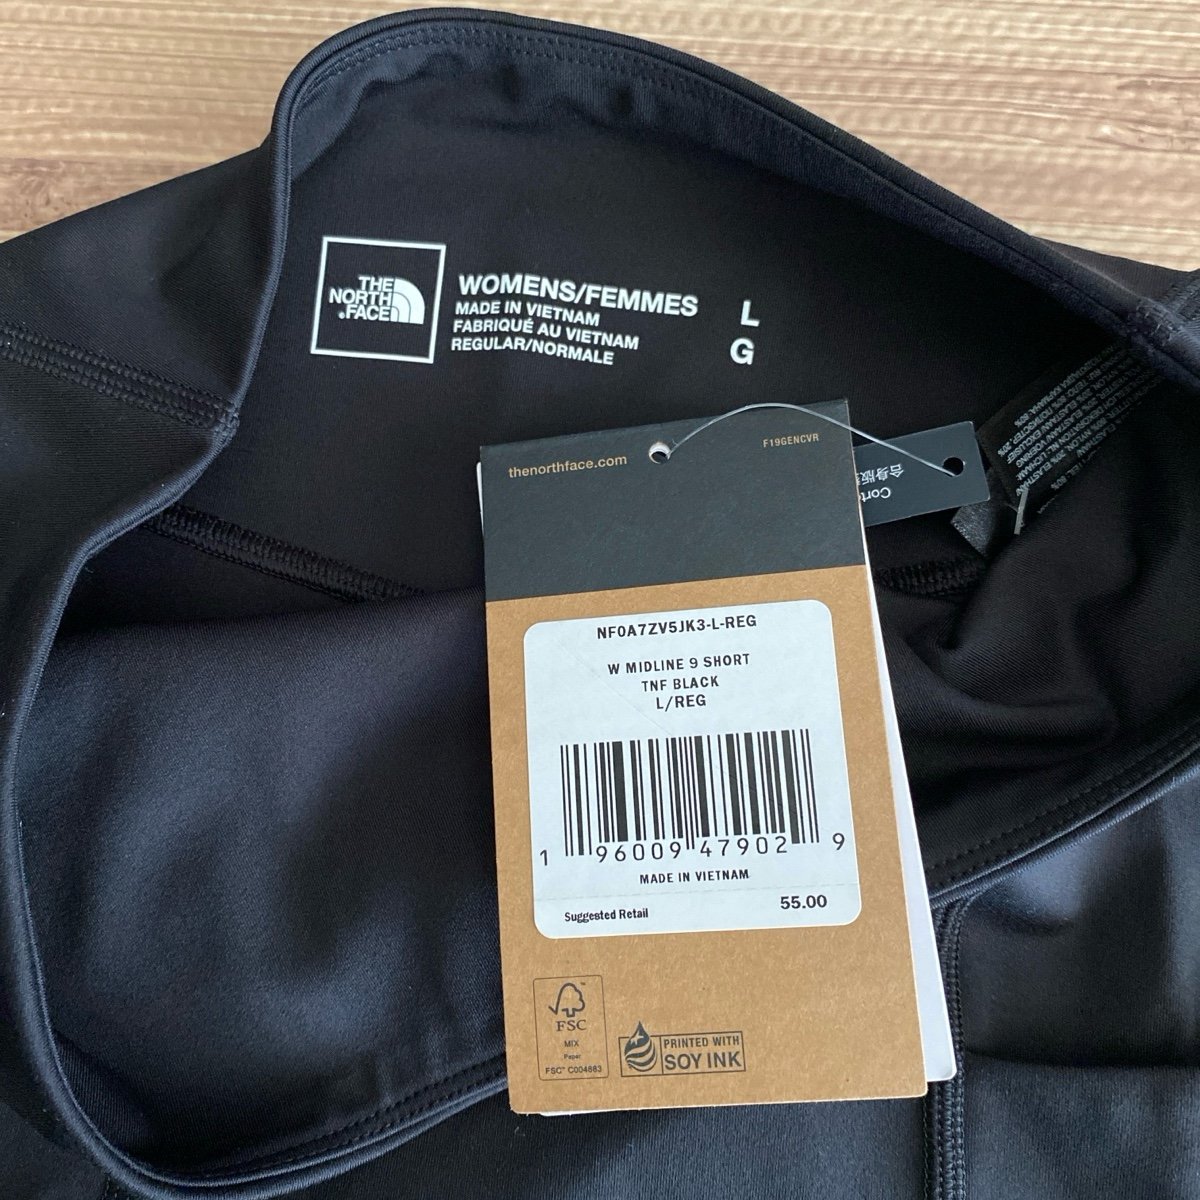 THE
NORTH
FACE
WOMENS/FEMMES
MADE IN VIETNAM
FABRIQUÉ AU VIETNAM
REGULAR/NORMALE
L
G
thenorthface.com
F19GENCVR
NF0A7ZV5JK3-L-REG
W MIDLINE 9 SHORT
TNF BLACK
L/REG
1 96009 47902 9
MADE IN VIETNAM
Suggested Retail 55.00
FSC
MIX
Paper
FSC™ C004883
PRINTED WITH
SOY INK